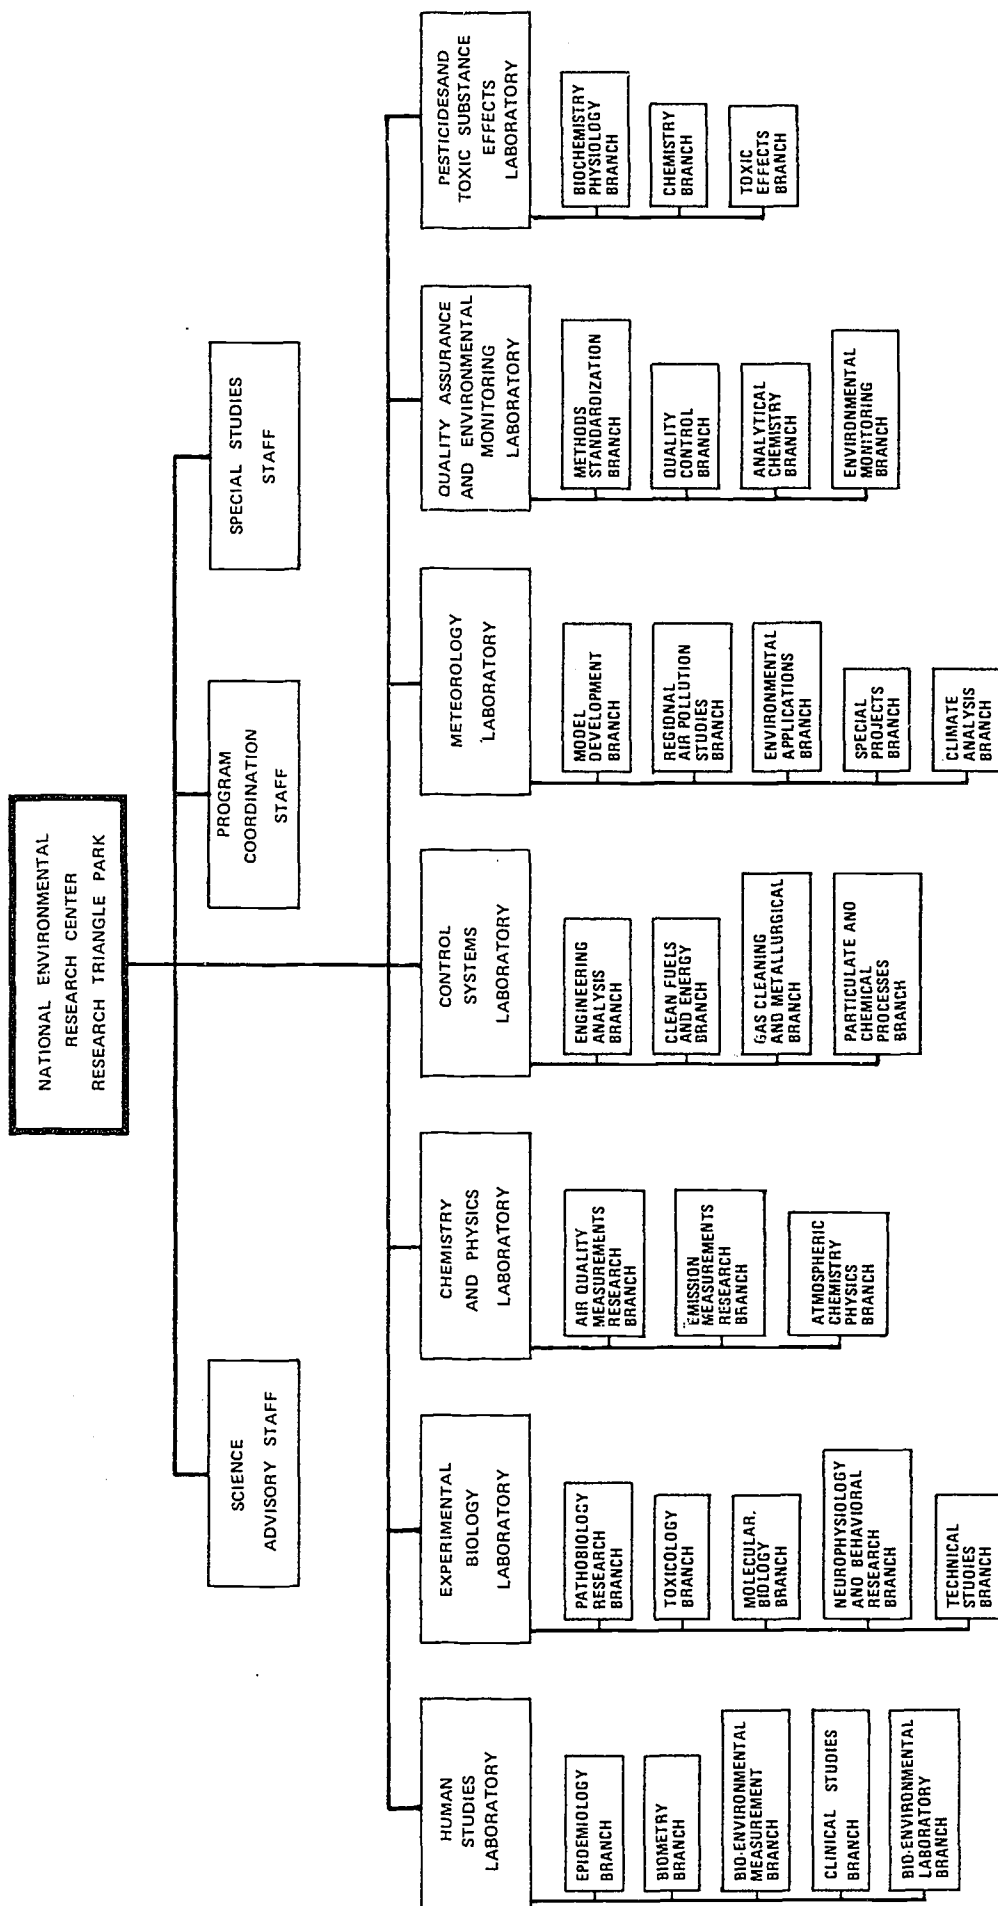 NATIONAL ENVIRONMENTAL
RESEARCH CENTER
RESEARCH TRIANGLE PARK
SCIENCE
ADVISORY STAFF
PROGRAM
COORDINATION
STAFF
SPECIAL STUDIES
STAFF
HUMAN
STUDIES
LABORATORY
EPIDEMIOLOGY
BRANCH
BIOMETRY
BRANCH
BIO-ENVIRONMENTAL
MEASUREMENT
BRANCH
CLINICAL STUDIES
BRANCH
BIO-ENVIRONMENTAL
LABORATORY
BRANCH
EXPERIMENTAL
BIOLOGY
LABORATORY
PATHOBIOLOGY
RESEARCH
BRANCH
TOXICOLOGY
BRANCH
MOLECULAR.
BIOLOGY
BRANCH
NEUROPHYSIOLOGY
AND BEHAVIORAL
RESEARCH
BRANCH
TECHNICAL
STUDIES
BRANCH
CHEMISTRY
AND PHYSICS
LABORATORY
AIR QUALITY
MEASUREMENTS
RESEARCH
BRANCH
EMISSION
MEASUREMENTS
RESEARCH
BRANCH
ATMOSPHERIC
CHEMISTRY
PHYSICS
BRANCH
CONTROL
SYSTEMS
LABORATORY
ENGINEERING
ANALYSIS
BRANCH
CLEAN FUELS
AND ENERGY
BRANCH
GAS CLEANING
AND METALLURGICAL
BRANCH
PARTICULATE AND
CHEMICAL
PROCESSES
BRANCH
METEOROLOGY
LABORATORY
MODEL
DEVELOPMENT
BRANCH
REGIONAL
AIR POLLUTION
STUDIES
BRANCH
ENVIRONMENTAL
APPLICATIONS
BRANCH
SPECIAL
PROJECTS
BRANCH
CLIMATE
ANALYSIS
BRANCH
QUALITY ASSURANCE
AND ENVIRONMENTAL
MONITORING
LABORATORY
METHODS
STANDARDIZATION
BRANCH
QUALITY
CONTROL
BRANCH
ANALYTICAL
CHEMISTRY
BRANCH
ENVIRONMENTAL
MONITORING
BRANCH
PESTICIDESAND
TOXIC SUBSTANCE
EFFECTS
LABORATORY
BIOCHEMISTRY
PHYSIOLOGY
BRANCH
CHEMISTRY
BRANCH
TOXIC
EFFECTS
BRANCH